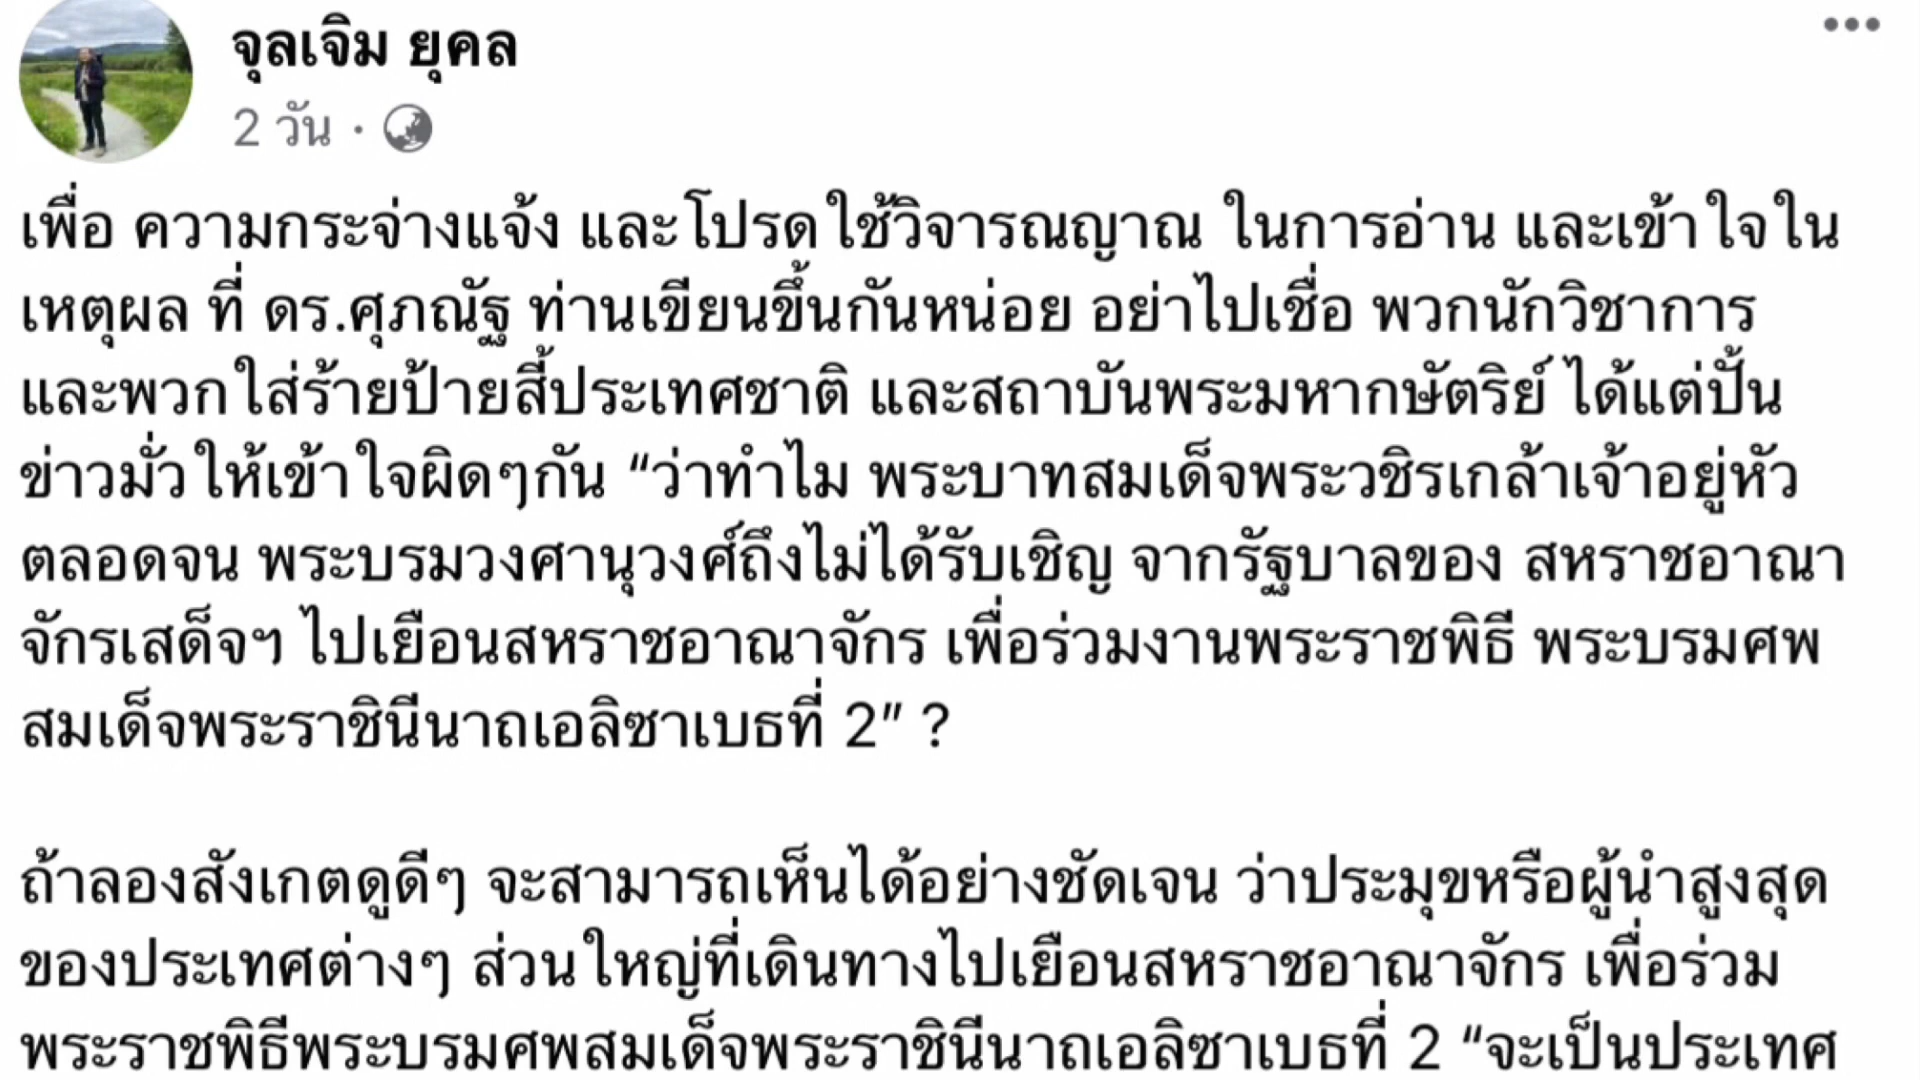 จุลเจิม ยุคล
2 วัน ·
เพื่อ ความกระจ่างแจ้ง และโปรดใช้วิจารณญาณ ในการอ่าน และเข้าใจใน
เหตุผล ที่ ดร.ศุภณัฐ ท่านเขียนขึ้นกันหน่อย อย่าไปเชื่อ พวกนักวิชาการ
และพวกใส่ร้ายป้ายสี้ประเทศชาติ และสถาบันพระมหากษัตริย์ ได้แต่ปั้น
ข่าวมั่วให้เข้าใจผิดๆกัน “ว่าทำไม พระบาทสมเด็จพระวชิรเกล้าเจ้าอยู่หัว
ตลอดจน พระบรมวงศานุวงศ์ถึงไม่ได้รับเชิญ จากรัฐบาลของ สหราชอาณา
จักรเสด็จฯ ไปเยือนสหราชอาณาจักร เพื่อร่วมงานพระราชพิธี พระบรมศพ
สมเด็จพระราชินีนาถเอลิซาเบธที่ 2” ?
ถ้าลองสังเกตดูดีๆ จะสามารถเห็นได้อย่างชัดเจน ว่าประมุขหรือผู้นำสูงสุด
ของประเทศต่างๆ ส่วนใหญ่ที่เดินทางไปเยือนสหราชอาณาจักร เพื่อร่วม
พระราชพิธีพระบรมศพสมเด็จพระราชินีนาถเอลิซาเบธที่ 2 “จะเป็นประเทศ